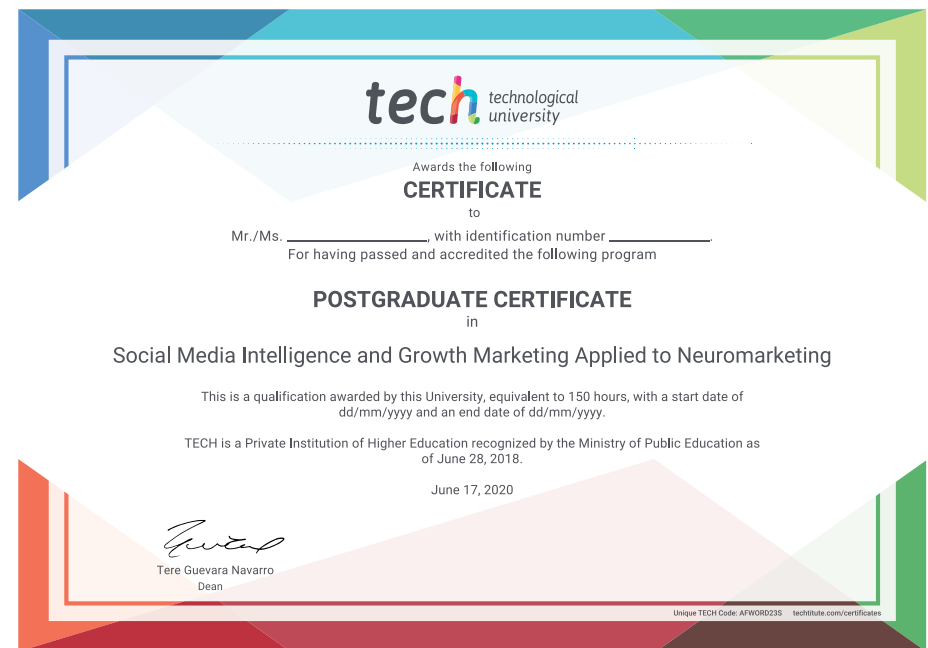 tech technological
university
Awards the following
CERTIFICATE
to
Mr./Ms. ____________________, with identification number ______________.
For having passed and accredited the following program
POSTGRADUATE CERTIFICATE
in
Social Media Intelligence and Growth Marketing Applied to Neuromarketing
This is a qualification awarded by this University, equivalent to 150 hours, with a start date of
dd/mm/yyyy and an end date of dd/mm/yyyy.
TECH is a Private Institution of Higher Education recognized by the Ministry of Public Education as
of June 28, 2018.
June 17, 2020
Tere Guevara Navarro
Dean
Unique TECH Code: AFWORD23S techtitute.com/certificates